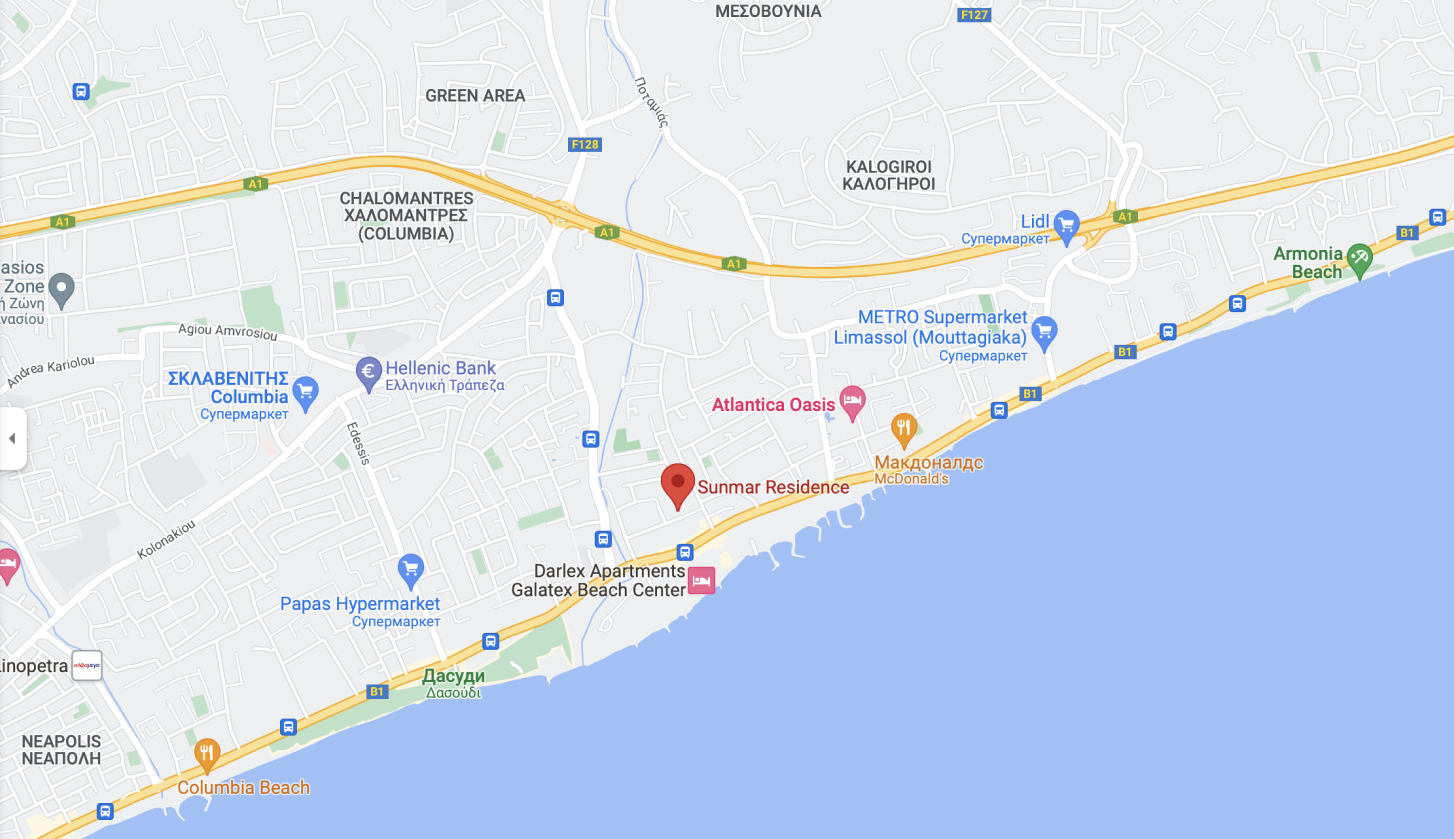 ΜΕΣΟΒΟΥΝΙΑ
F127
GREEN AREA
Ποταμιάς
F128
KALOGIROI
ΚΑΛΟΓΗΡΟΙ
A1
CHALOMANTRES
ΧΑΛΟΜΑΝΤΡΕΣ
(COLUMBIA)
A1
A1
A1
A1
Lidl
Супермаркет
B1
Armonia
Beach
asios
Zone
ή Ζώνη
νασίου
METRO Supermarket
Limassol (Mouttagiaka)
Супермаркет
Agiou Amvrosiou
B1
Andrea Kariolou
Hellenic Bank
Ελληνική Τράπεζα
ΣΚΛΑΒΕΝΙΤΗΣ
Columbia
Супермаркет
B1
Atlantica Oasis
Edessis
Макдоналдс
McDonald's
Sunmar Residence
Kolonakiou
Darlex Apartments
Galatex Beach Center
Papas Hypermarket
Супермаркет
Linopetra
Дасуди
Δασούδι
B1
NEAPOLIS
ΝΕΑΠΟΛΗ
Columbia Beach